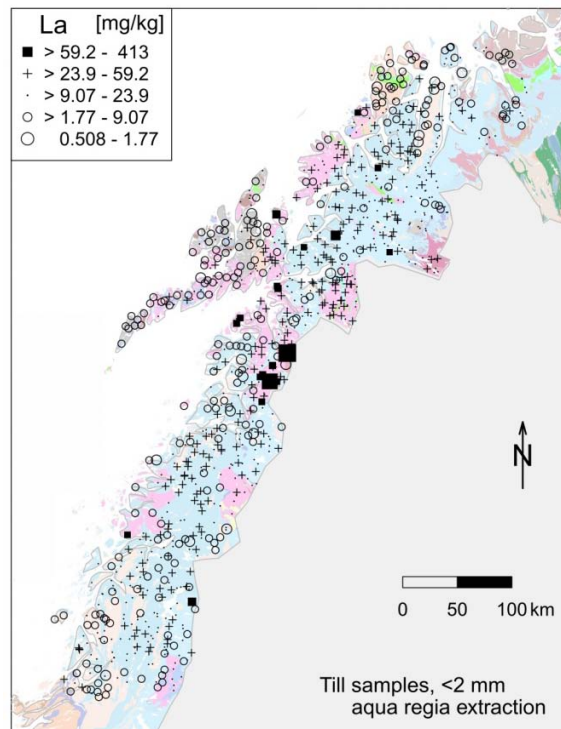 La [mg/kg]
> 59.2 - 413
> 23.9 - 59.2
> 9.07 - 23.9
> 1.77 - 9.07
0.508 - 1.77
N
0 50 100 km
Till samples, <2 mm
aqua regia extraction